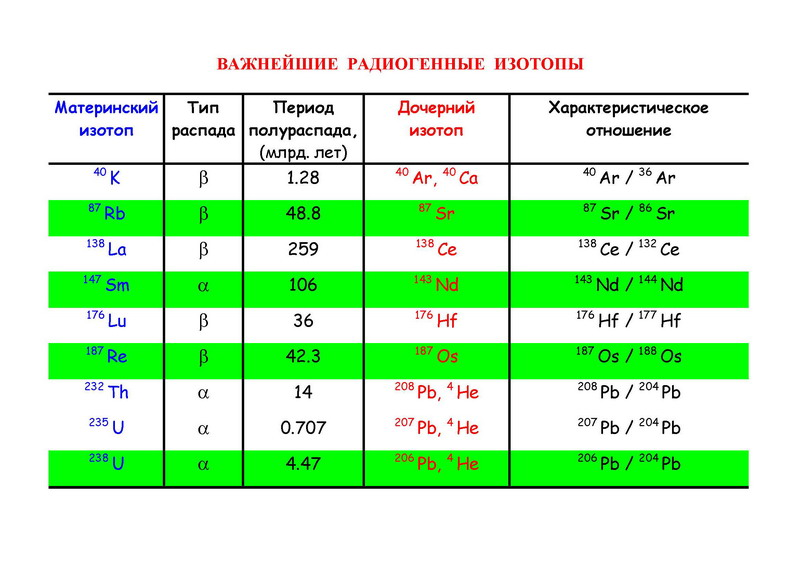 ВАЖНЕЙШИЕ РАДИОГЕННЫЕ ИЗОТОПЫ
Материнский изотоп | Тип распада | Период полураспада, (млрд. лет) | Дочерний изотоп | Характеристическое отношение
⁴⁰K | β | 1.28 | ⁴⁰Ar, ⁴⁰Ca | ⁴⁰Ar / ³⁶Ar
⁸⁷Rb | β | 48.8 | ⁸⁷Sr | ⁸⁷Sr / ⁸⁶Sr
¹³⁸La | β | 259 | ¹³⁸Ce | ¹³⁸Ce / ¹³²Ce
¹⁴⁷Sm | α | 106 | ¹⁴³Nd | ¹⁴³Nd / ¹⁴⁴Nd
¹⁷⁶Lu | β | 36 | ¹⁷⁶Hf | ¹⁷⁶Hf / ¹⁷⁷Hf
¹⁸⁷Re | β | 42.3 | ¹⁸⁷Os | ¹⁸⁷Os / ¹⁸⁸Os
²³²Th | α | 14 | ²⁰⁸Pb, ⁴He | ²⁰⁸Pb / ²⁰⁴Pb
²³⁵U | α | 0.707 | ²⁰⁷Pb, ⁴He | ²⁰⁷Pb / ²⁰⁴Pb
²³⁸U | α | 4.47 | ²⁰⁶Pb, ⁴He | ²⁰⁶Pb / ²⁰⁴Pb